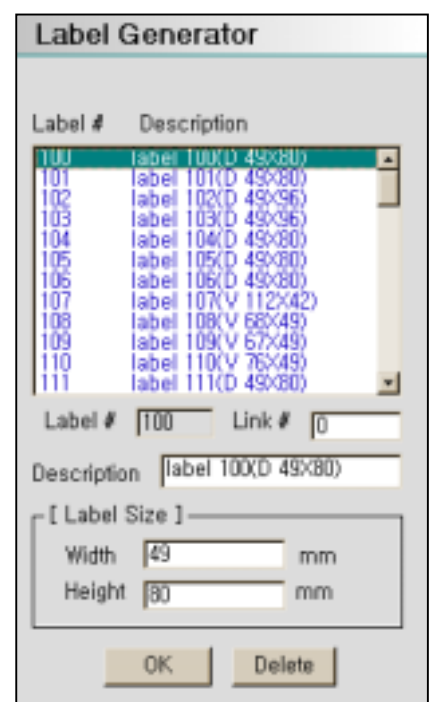 Label Generator
Label # Description
100 label 100(D 49X80)
101 label 101(D 49X80)
102 label 102(D 49X96)
103 label 103(D 49X96)
104 label 104(D 49X80)
105 label 105(D 49X80)
106 label 106(D 49X80)
107 label 107(V 112X42)
108 label 108(V 68X49)
109 label 109(V 67X49)
110 label 110(V 76X49)
111 label 111(D 49X80)
Label # 100 Link # 0
Description label 100(D 49X80)
[ Label Size ]
Width 49 mm
Height 80 mm
OK Delete